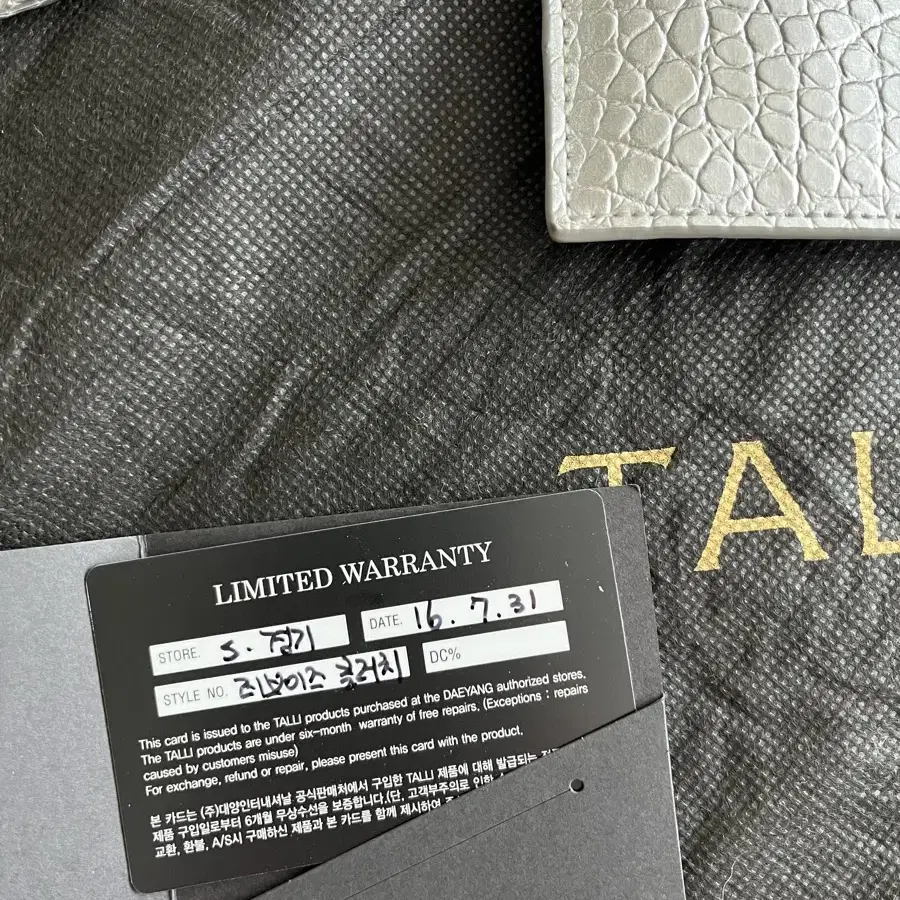 TALL
LIMITED WARRANTY
STORE. S. 경기
DATE. 16. 7. 31
STYLE NO. 리보이즈 클러치
DC%
This card is issued to the TALLI products purchased at the DAEYANG authorized stores.
The TALLI products are under six-month warranty of free repairs. (Exceptions : repairs
caused by customers misuse)
For exchange, refund or repair, please present this card with the product.
본 카드는 (주)대양인터내셔날 공식판매처에서 구입한 TALLI 제품에 대해 발급되는
제품 구입일로부터 6개월 무상수선을 보증합니다.(단, 고객부주의로 인한
교환, 환불, A/S시 구매하신 제품과 본 카드를 함께 제시하여